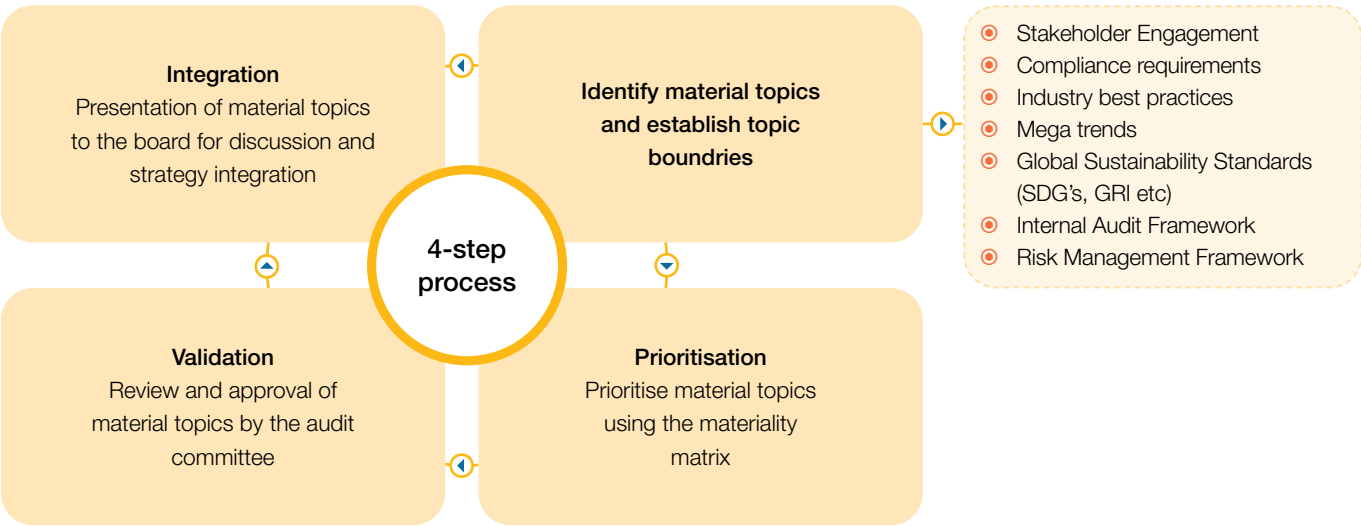 Integration
Presentation of material topics
to the board for discussion and
strategy integration
Identify material topics
and establish topic
boundries
Stakeholder Engagement
Compliance requirements
Industry best practices
Mega trends
Global Sustainability Standards
(SDG's, GRI etc)
Internal Audit Framework
Risk Management Framework
4-step
process
Validation
Review and approval of
material topics by the audit
committee
Prioritisation
Prioritise material topics
using the materiality
matrix